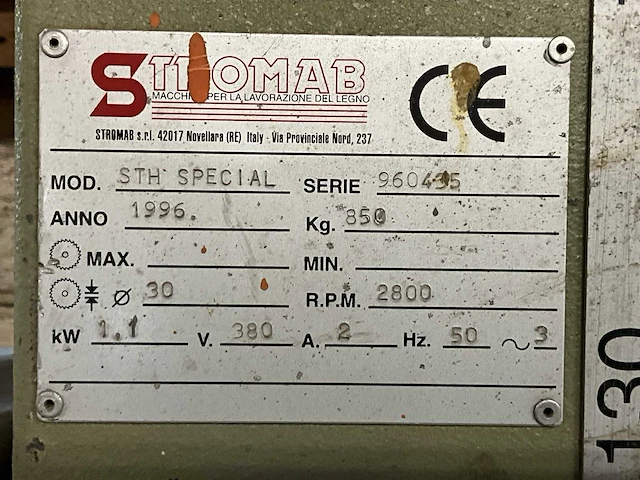 STROMAB
MACCHINE PER LA LAVORAZIONE DEL LEGNO
CE
STROMAB s.r.l. 42017 Novellara (RE) Italy - Via Provinciale Nord, 237
MOD. STH SPECIAL SERIE 960435
ANNO 1996. Kg. 850
MAX. MIN.
Ø 30 R.P.M. 2800
kW 1.1 V. 380 A. 2 Hz. 50 ~ 3
130